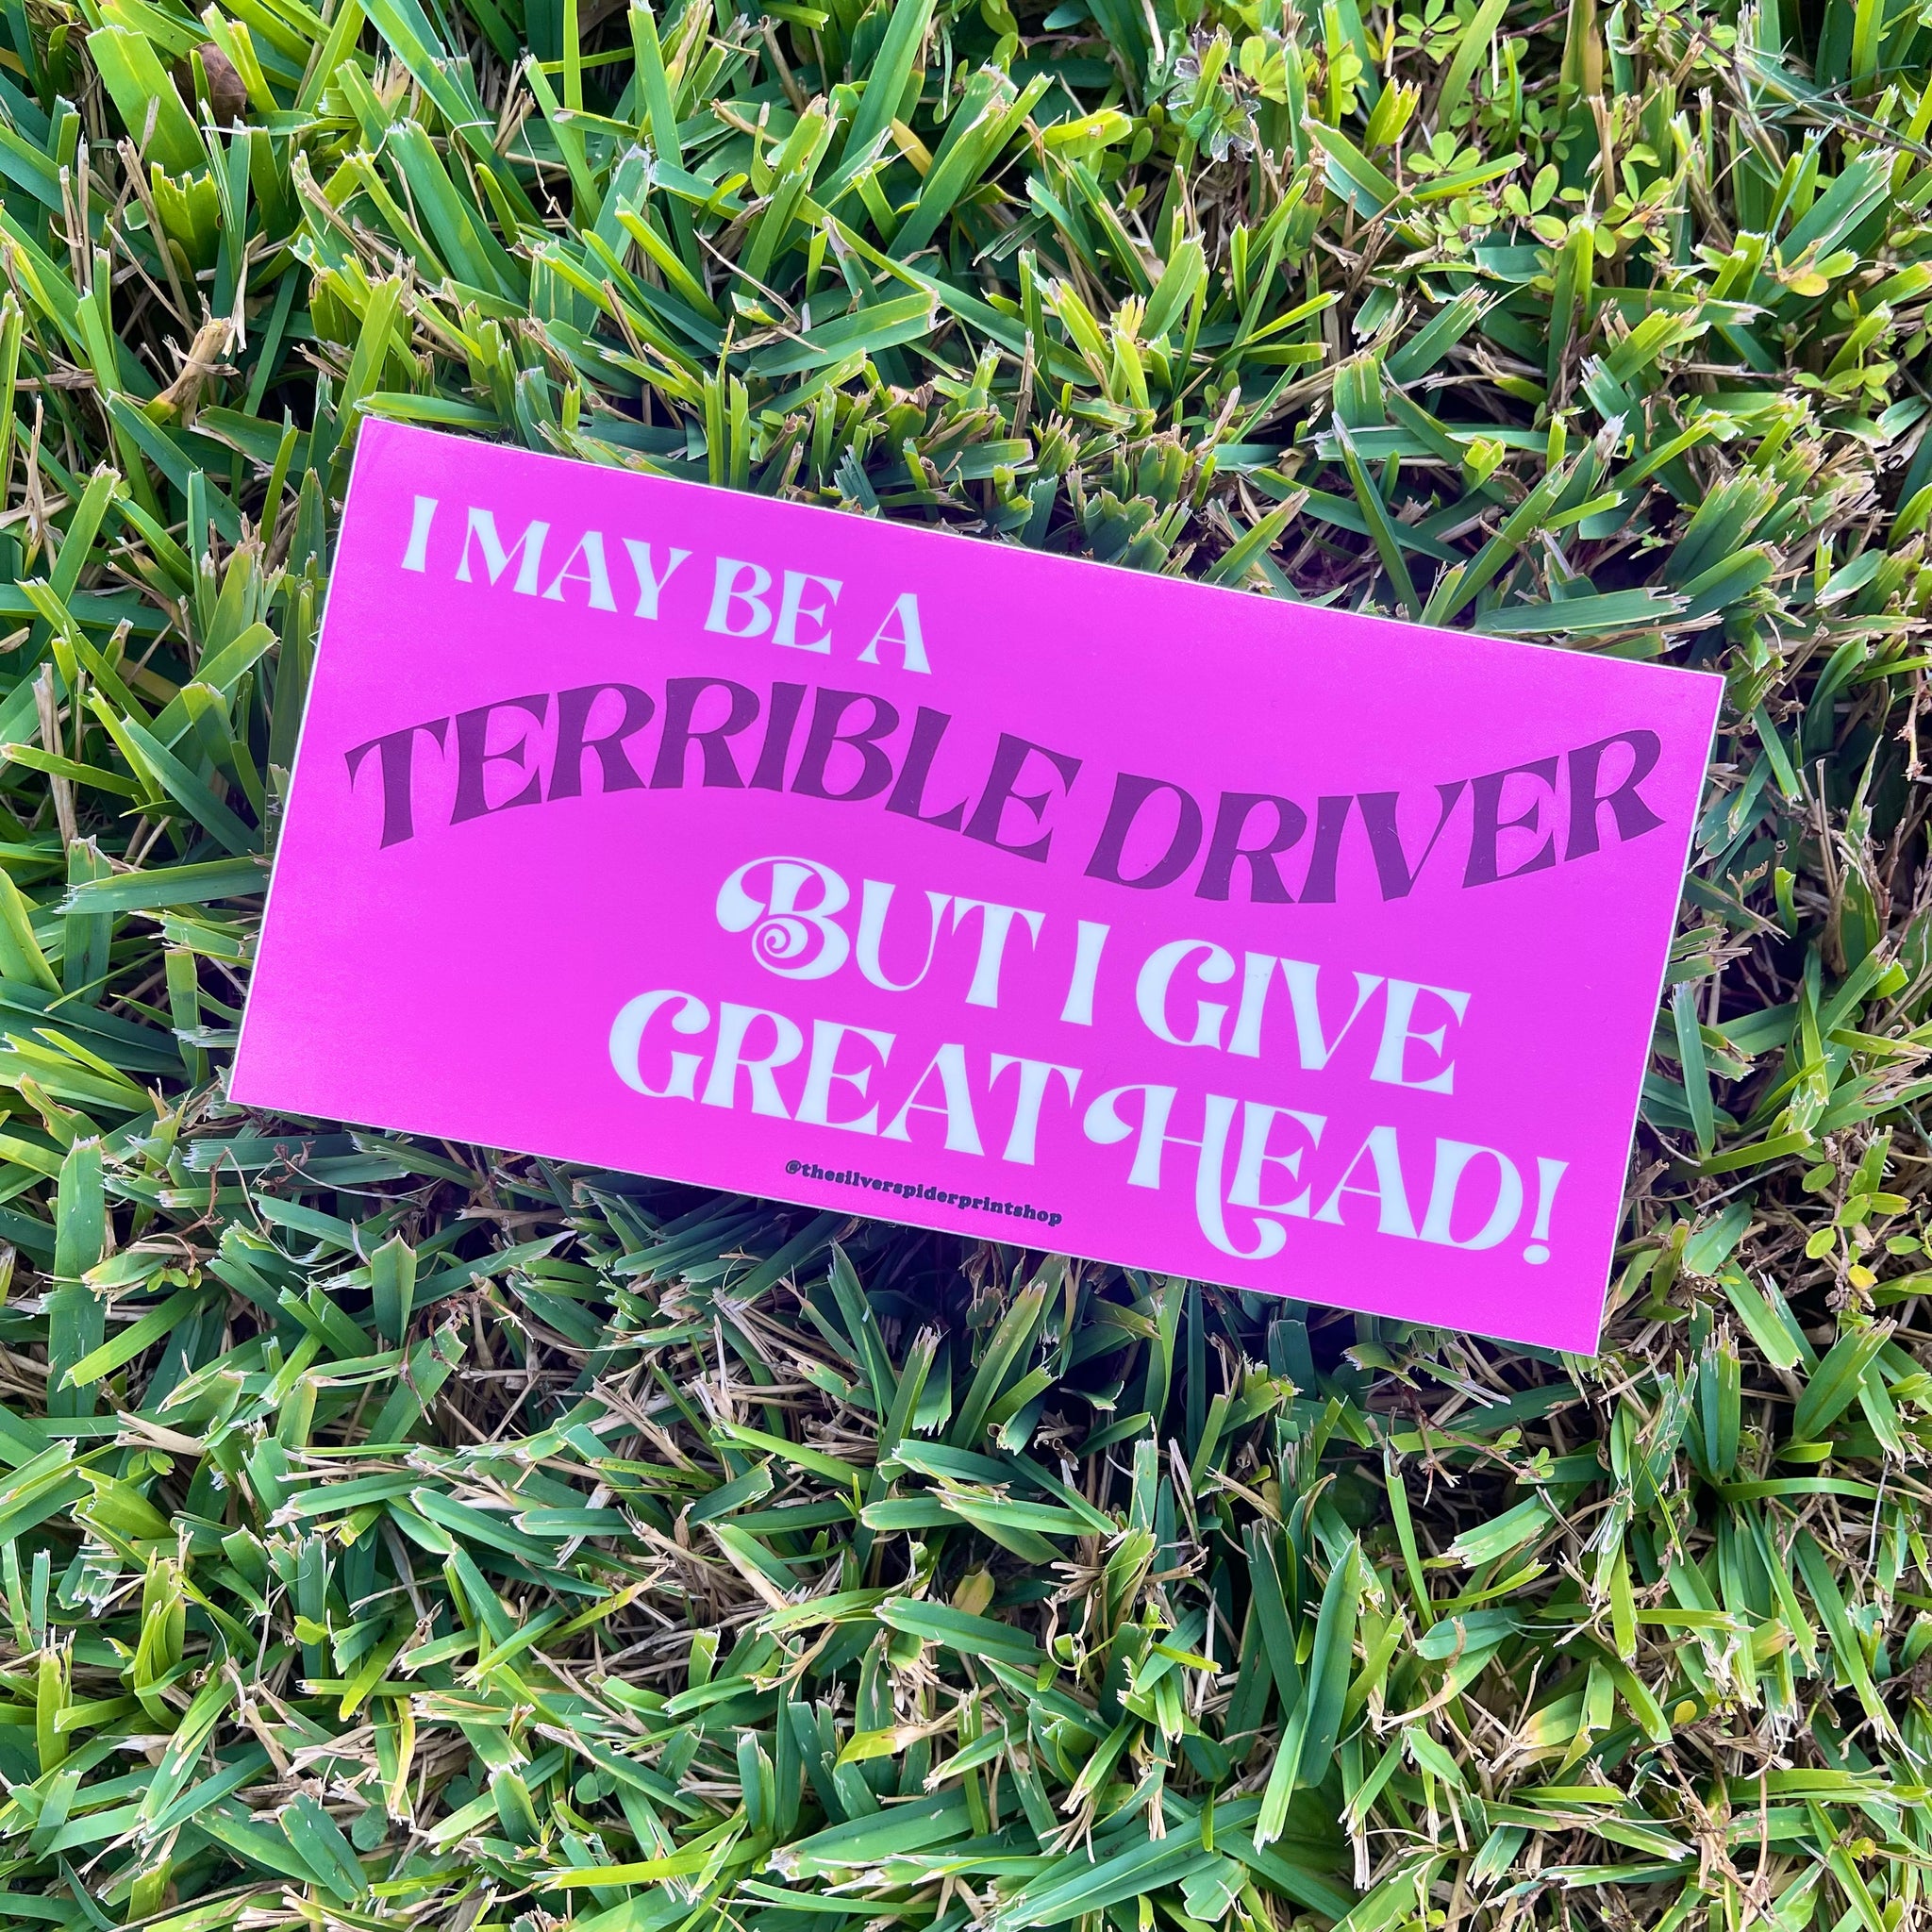 I MAY BE A
TERRIBLE DRIVER
BUT I GIVE
GREAT HEAD!
@thesilverspiderprintshop